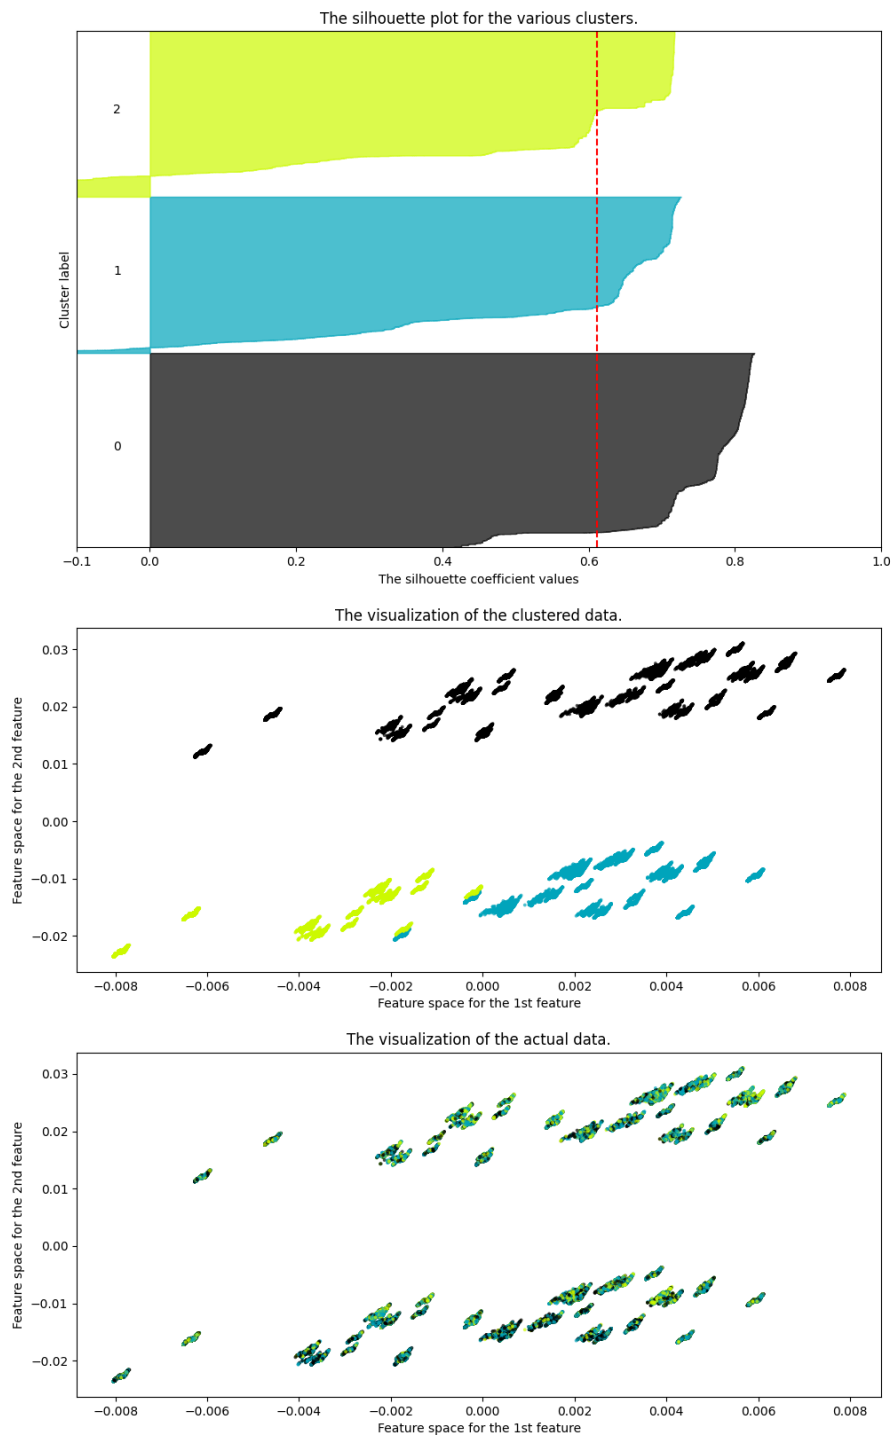 The silhouette plot for the various clusters.
Cluster label
2
1
0
−0.1 0.0 0.2 0.4 0.6 0.8 1.0
The silhouette coefficient values
The visualization of the clustered data.
Feature space for the 2nd feature
0.03
0.02
0.01
0.00
−0.01
−0.02
−0.008 −0.006 −0.004 −0.002 0.000 0.002 0.004 0.006 0.008
Feature space for the 1st feature
The visualization of the actual data.
Feature space for the 2nd feature
0.03
0.02
0.01
0.00
−0.01
−0.02
−0.008 −0.006 −0.004 −0.002 0.000 0.002 0.004 0.006 0.008
Feature space for the 1st feature